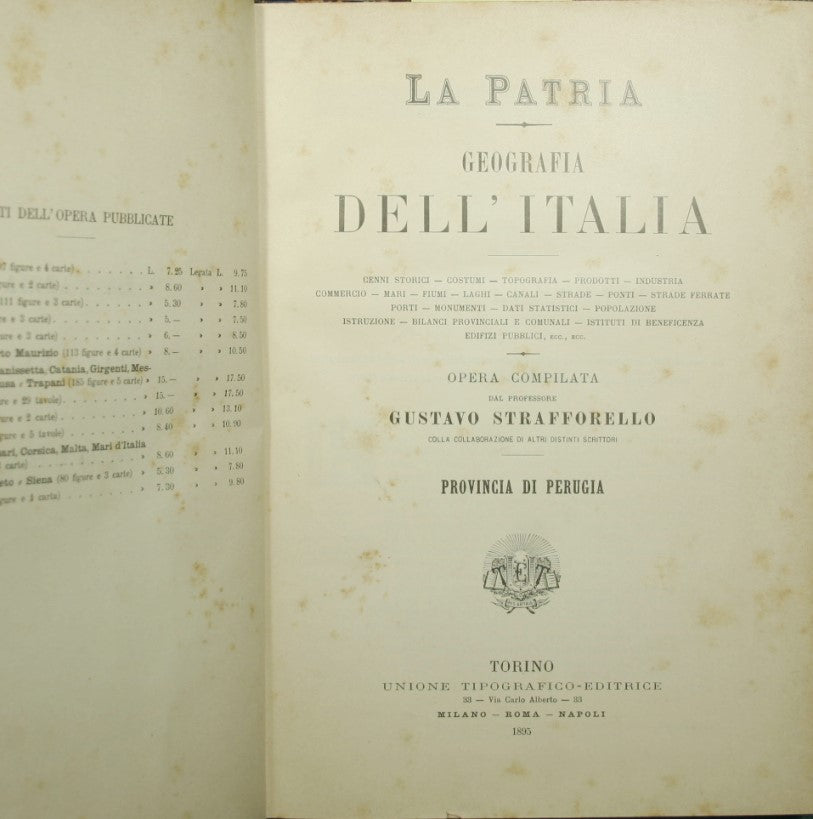 TI DELL'OPERA PUBBLICATE
7 figure e 4 carte) . . . . . . . L. 7.25 Legata L. 9.75
gure e 2 carte) . . . . . . . . » 8.60 » » 11.10
111 figure e 3 carte) . . . . . . » 5.30 » » 7.80
e 3 carte) . . . . . . . . » 5.— » » 7.50
e 3 carte) . . . . . . . . » 6.— » » 8.50
to Maurizio (113 figure e 4 carte) » 8.— » » 10.50
anissetta, Catania, Girgenti, Mes-
usa e Trapani (185 figure e 5 carte) » 15.— » » 17.50
e 29 tavole) . . . . . . . . » 15.— » » 17.50
ure e 2 carte) . . . . . . . . » 10.60 » » 13.10
gure e 5 tavole) . . . . . . . » 8.40 » » 10.90
ari, Corsica, Malta, Mari d'Italia
carte) . . . . . . . . » 8.60 » » 11.10
eto e Siena (80 figure e 3 carte) » 5.30 » » 7.80
gure e 4 carta) . . . . . . . » 7.30 » » 9.80
LA PATRIA
GEOGRAFIA
DELL'ITALIA
CENNI STORICI — COSTUMI — TOPOGRAFIA — PRODOTTI — INDUSTRIA
COMMERCIO — MARI — FIUMI — LAGHI — CANALI — STRADE — PONTI — STRADE FERRATE
PORTI — MONUMENTI — DATI STATISTICI — POPOLAZIONE
ISTRUZIONE — BILANCI PROVINCIALI E COMUNALI — ISTITUTI DI BENEFICENZA
EDIFIZI PUBBLICI, ECC., ECC.
OPERA COMPILATA
DAL PROFESSORE
GUSTAVO STRAFFORELLO
COLLA COLLABORAZIONE DI ALTRI DISTINTI SCRITTORI
PROVINCIA DI PERUGIA
TET
TORINO
UNIONE TIPOGRAFICO-EDITRICE
33 — Via Carlo Alberto — 33
MILANO — ROMA — NAPOLI
1895